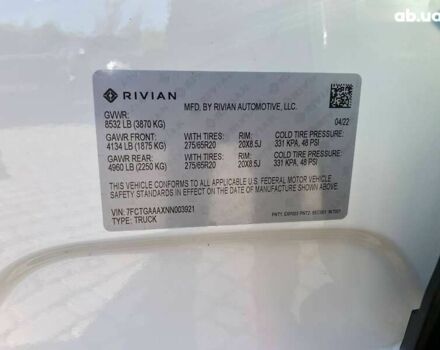 ab.ua
RIVIAN
MFD. BY RIVIAN AUTOMOTIVE, LLC.
GVWR:
8532 LB (3870 KG)
04/22
GAWR FRONT: WITH TIRES: RIM: COLD TIRE PRESSURE:
4134 LB (1875 KG) 275/65R20 20X8.5J 331 KPA, 48 PSI
GAWR REAR: WITH TIRES: RIM: COLD TIRE PRESSURE:
4960 LB (2250 KG) 275/65R20 20X8.5J 331 KPA, 48 PSI
THIS VEHICLE CONFORMS TO ALL APPLICABLE U.S. FEDERAL MOTOR VEHICLE
SAFETY, BUMPER, AND THEFT PREVENTION STANDARDS IN EFFECT ON THE DATE
OF MANUFACTURE SHOWN ABOVE.
VIN: 7FCTGAAAXNN003921
TYPE: TRUCK